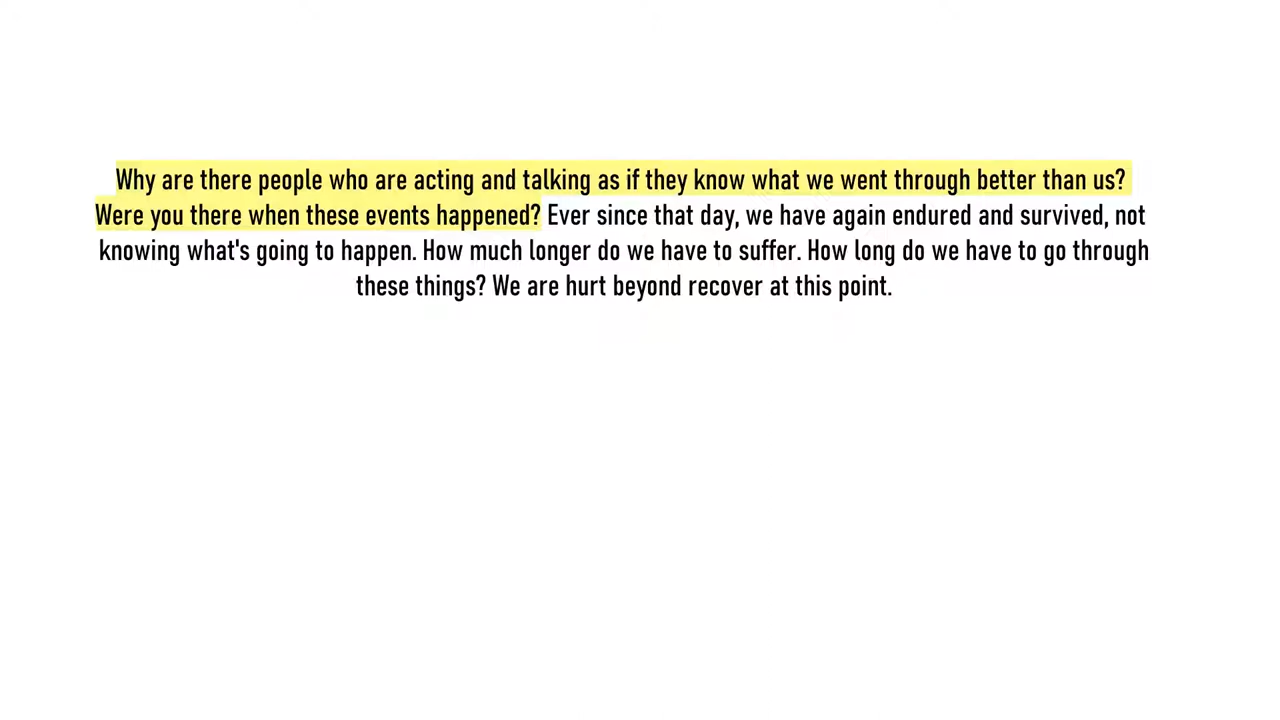 Why are there people who are acting and talking as if they know what we went through better than us?
Were you there when these events happened? Ever since that day, we have again endured and survived, not
knowing what's going to happen. How much longer do we have to suffer. How long do we have to go through
these things? We are hurt beyond recover at this point.